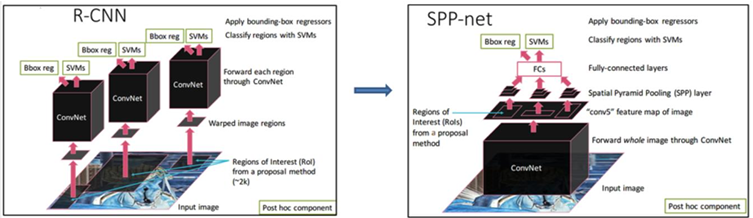 R-CNN
Bbox reg SVMs
Bbox reg SVMs
Bbox reg SVMs
ConvNet
ConvNet
ConvNet
Apply bounding-box regressors
Classify regions with SVMs
Forward each region
through ConvNet
Warped image regions
Regions of Interest (RoI)
from a proposal method
(~2k)
Input image
Post hoc component
SPP-net
Bbox reg SVMs
FCs
Apply bounding-box regressors
Classify regions with SVMs
Fully-connected layers
Spatial Pyramid Pooling (SPP) layer
Regions of
Interest (RoIs)
from a proposal
method
"conv5" feature map of image
Forward whole image through ConvNet
ConvNet
Input image
Post hoc component